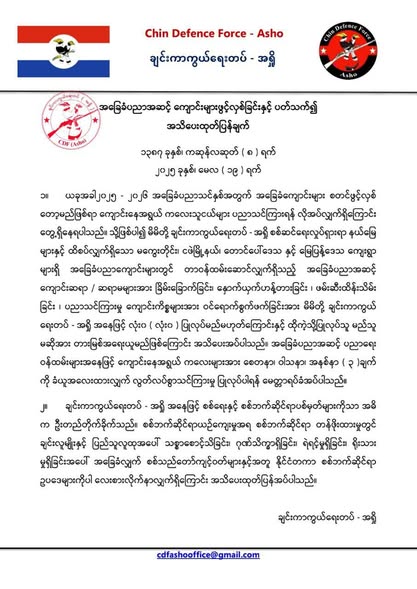 Chin Defence Force - Asho
ချင်းကာကွယ်ရေးတပ် - အရှို
အခြေခံပညာအဆင့် ကျောင်းများဖွင့်လှစ်ခြင်းနှင့် ပတ်သက်၍
အသိပေးထုတ်ပြန်ချက်
၁၃၈၇ ခုနှစ်၊ ကဆုန်လဆုတ် ( ၈ ) ရက်
၂၀၂၅ ခုနှစ်၊ မေလ ( ၁၉ ) ရက်
၁။ ယခုအခါ ၂၀၂၅ - ၂၀၂၆ အခြေခံပညာသင်နှစ်အတွက် အခြေခံကျောင်းများ စတင်ဖွင့်လှစ်
တော့မည်ဖြစ်ရာ ကျောင်းနေအရွယ် ကလေးသူငယ်များ ပညာသင်ကြားရန် လိုအပ်လျှက်ရှိကြောင်း
တွေ့ရှိနေရပါသည်။ သို့ဖြစ်ပါ၍ မိမိတို့ ချင်းကာကွယ်ရေးတပ် - အရှို စစ်ဆင်ရေးလှုပ်ရှားရာ နယ်မြေ
များနှင့် ထိစပ်လျှက်ရှိသော မကွေးတိုင်း၊ ငဖဲမြို့နယ်၊ တောင်ပေါ်ဒေသ နှင့် မြေပြန့်ဒေသ ကျေးရွာ
များရှိ အခြေခံပညာကျောင်းများတွင် တာဝန်ထမ်းဆောင်လျှက်ရှိသည့် အခြေခံပညာအဆင့်
ကျောင်းဆရာ / ဆရာမများအား ခြိမ်းခြောက်ခြင်း၊ နှောက်ယှက်ဟန့်တားခြင်း ၊ ဖမ်းဆီးထိန်းသိမ်း
ခြင်း ၊ ပညာသင်ကြားမှု ကျောင်းကိစ္စများအား ဝင်ရောက်စွက်ဖက်ခြင်းအား မိမိတို့ ချင်းကာကွယ်
ရေးတပ် - အရှို အနေဖြင့် လုံးဝ ( လုံးဝ ) ပြုလုပ်မည်မဟုတ်ကြောင်းနှင့် ထိုကဲ့သို့ပြုလုပ်သူ မည်သူ
မဆိုအား တားမြစ်အရေးယူမည်ဖြစ်ကြောင်း အသိပေးအပ်ပါသည်။ အခြေခံပညာအဆင့် ပညာရေး
ဝန်ထမ်းများအနေဖြင့် ကျောင်းနေအရွယ် ကလေးများအား စေတနာ၊ ဝါသနာ၊ အနစ်နာ ( ၃ )ချက်
ကို ခံယူအလေးထားလျှက် လွတ်လပ်စွာသင်ကြားမှု ပြုလုပ်ပါရန် မေတ္တာရပ်ခံအပ်ပါသည်။
၂။ ချင်းကာကွယ်ရေးတပ် - အရှို အနေဖြင့် စစ်ရေးနှင့် စစ်ဘက်ဆိုင်ရာပစ်မှတ်များကိုသာ အဓိ
က ဦးတည်တိုက်ခိုက်သည်။ စစ်ဘက်ဆိုင်ရာယဉ်ကျေးမှုအရ စစ်ဘက်ဆိုင်ရာ တန်ဖိုးထားမှုတွင်
ချင်းလူမျိုးနှင့် ပြည်သူလူထုအပေါ် သစ္စာစောင့်သိခြင်း၊ ဂုဏ်သိက္ခာရှိခြင်း၊ ရဲရင့်မှုရှိခြင်း၊ ရိုးသား
မှုရှိခြင်းအပေါ် အခြေခံလျှက် စစ်သည်တော်ကျင့်ဝတ်များနှင့်အတူ နိုင်ငံတကာ စစ်ဘက်ဆိုင်ရာ
ဥပဒေများကိုပါ လေးစားလိုက်နာလျှက်ရှိကြောင်း အသိပေးထုတ်ပြန်အပ်ပါသည်။
ချင်းကာကွယ်ရေးတပ် - အရှို
cdfashooffice@gmail.com
Chin Defence Force
Asho
CDF (Asho)